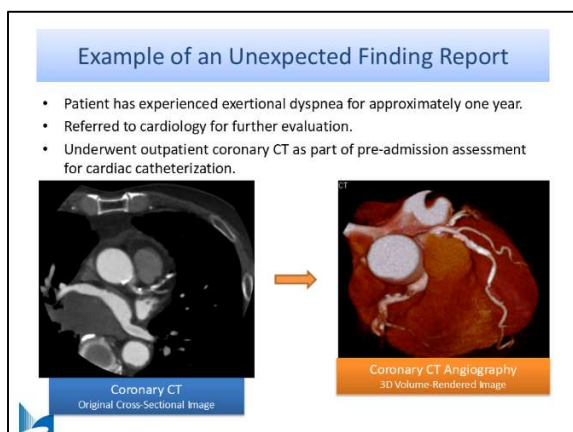 Example of an Unexpected Finding Report
• Patient has experienced exertional dyspnea for approximately one year.
• Referred to cardiology for further evaluation.
• Underwent outpatient coronary CT as part of pre-admission assessment
for cardiac catheterization.
CT
Coronary CT
Original Cross-Sectional Image
Coronary CT Angiography
3D Volume-Rendered Image